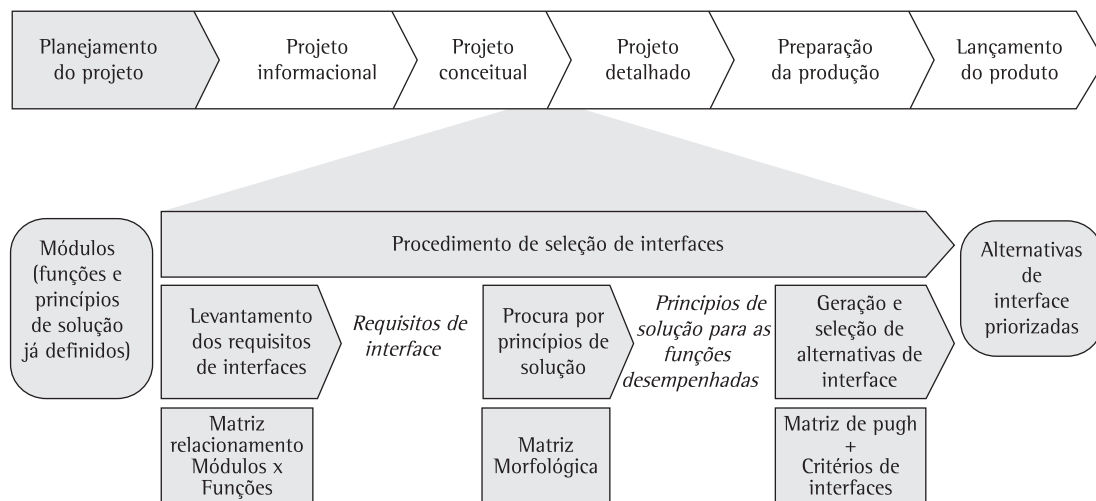 Planejamento
do projeto
Projeto
informacional
Projeto
conceitual
Projeto
detalhado
Preparação
da produção
Lançamento
do produto
Módulos
(funções e
princípios
de solução
já definidos)
Procedimento de seleção de interfaces
Levantamento
dos requisitos
de interfaces
Requisitos de
interface
Procura por
princípios de
solução
Principios de
solução para as
funções
desempenhadas
Geração e
seleção de
alternativas de
interface
Alternativas
de
interface
priorizadas
Matriz
relacionamento
Módulos x
Funções
Matriz
Morfológica
Matriz de pugh
+
Critérios de
interfaces